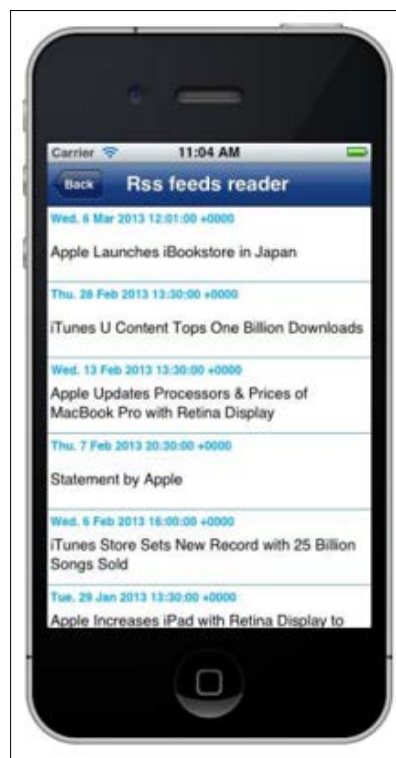 Carrier 11:04 AM
Back Rss feeds reader
Wed. 6 Mar 2013 12:01:00 +0000
Apple Launches iBookstore in Japan
Thu. 28 Feb 2013 13:30:00 +0000
iTunes U Content Tops One Billion Downloads
Wed. 13 Feb 2013 13:30:00 +0000
Apple Updates Processors & Prices of
MacBook Pro with Retina Display
Thu. 7 Feb 2013 20:30:00 +0000
Statement by Apple
Wed. 6 Feb 2013 16:00:00 +0000
iTunes Store Sets New Record with 25 Billion
Songs Sold
Tue. 29 Jan 2013 13:30:00 +0000
Apple Increases iPad with Retina Display to